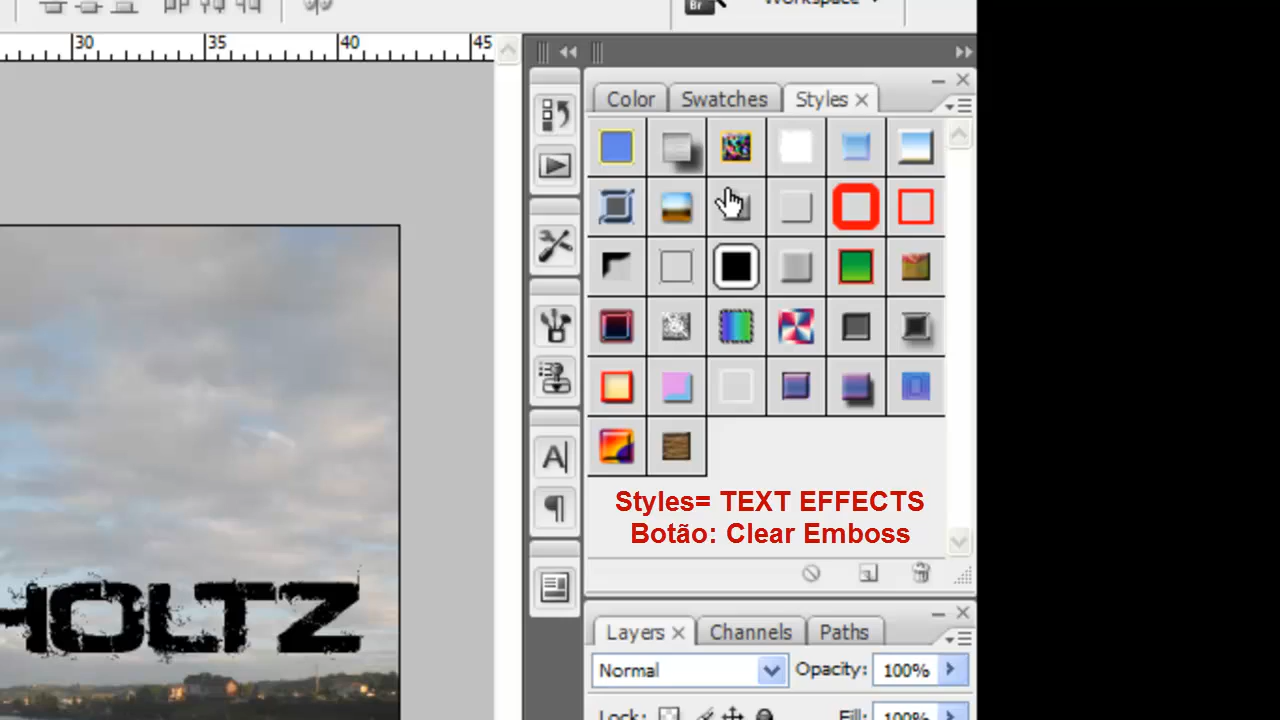 Br
Workspace
30 35 40 45
Color Swatches Styles
A
Styles= TEXT EFFECTS
Botão: Clear Emboss
HOLTZ
Layers Channels Paths
Normal Opacity: 100%
Lock: Fill: 100%